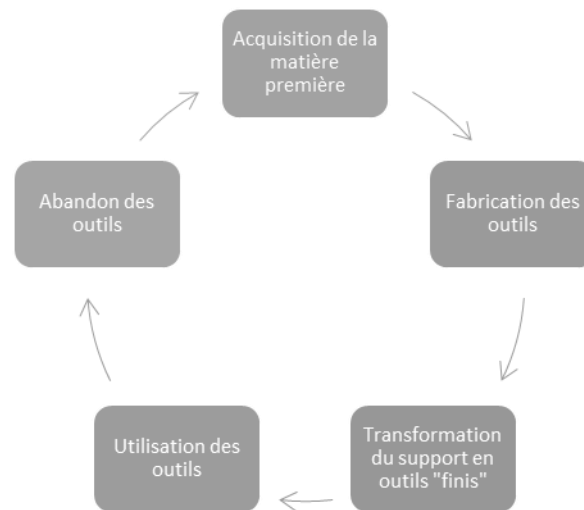 Acquisition de la
matière
première
Fabrication des
outils
Transformation
du support en
outils "finis"
Utilisation des
outils
Abandon des
outils